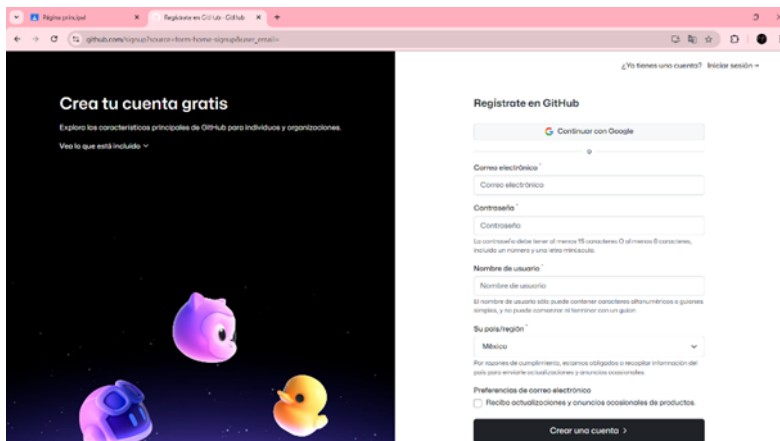 Página principal
Regístrate en GitHub · GitHub
github.com/signup?source=form-home-signup&user_email=
¿Ya tienes una cuenta? Iniciar sesión →
Crea tu cuenta gratis
Explora las características principales de GitHub para individuos y organizaciones.
Vea lo que está incluido
Regístrate en GitHub
Continuar con Google
o
Correo electrónico *
Correo electrónico
Contraseña *
Contraseña
La contraseña debe tener al menos 15 caracteres O al menos 8 caracteres,
incluido un número y una letra minúscula.
Nombre de usuario *
Nombre de usuario
El nombre de usuario sólo puede contener caracteres alfanuméricos o guiones
simples, y no puede comenzar ni terminar con un guion.
Su país/región *
México
Por razones de cumplimiento, estamos obligados a recopilar información del
país para enviarle actualizaciones y anuncios ocasionales.
Preferencias de correo electrónico
Reciba actualizaciones y anuncios ocasionales de productos.
Crear una cuenta >